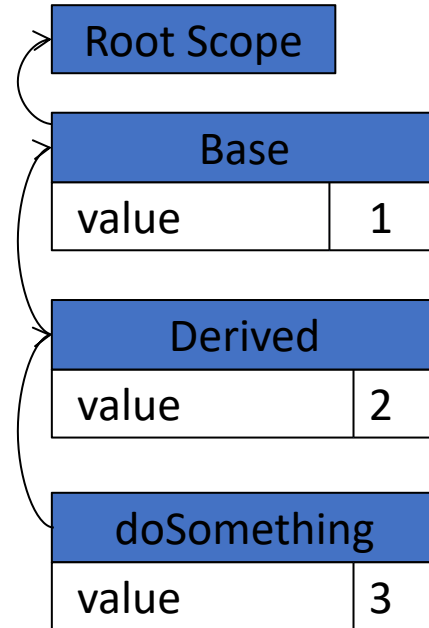 Root Scope
Base
value 1
Derived
value 2
doSomething
value 3